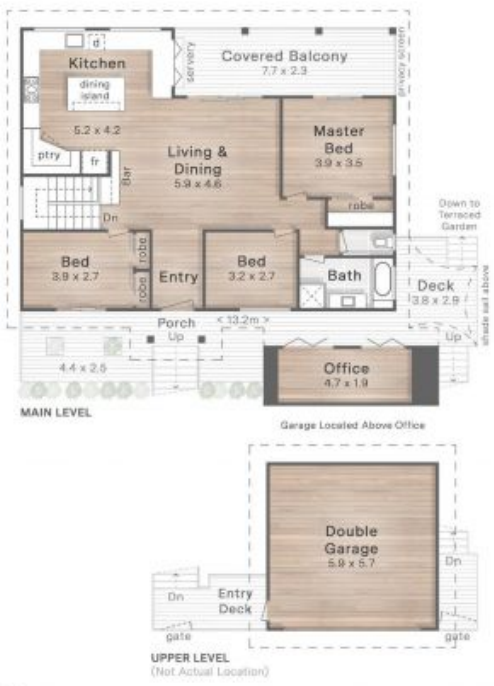 d
Kitchen
dining
island
5.2 x 4.2
ptry
fr
Bar
servery
Covered Balcony
7.7 x 2.3
privacy screen
Master
Bed
3.9 x 3.5
Living &
Dining
5.9 x 4.6
robe
Dn
Down to
Terraced
Garden
Bed
3.9 x 2.7
robe
robe
Entry
Bed
3.2 x 2.7
Bath
Deck
3.8 x 2.9
shade sail above
Porch
Up
< 13.2m >
Up
4.4 x 2.5
Office
4.7 x 1.9
MAIN LEVEL
Garage Located Above Office
Double
Garage
5.9 x 5.7
Dn
Entry
Deck
Dn
gate
gate
UPPER LEVEL
(Not Actual Location)